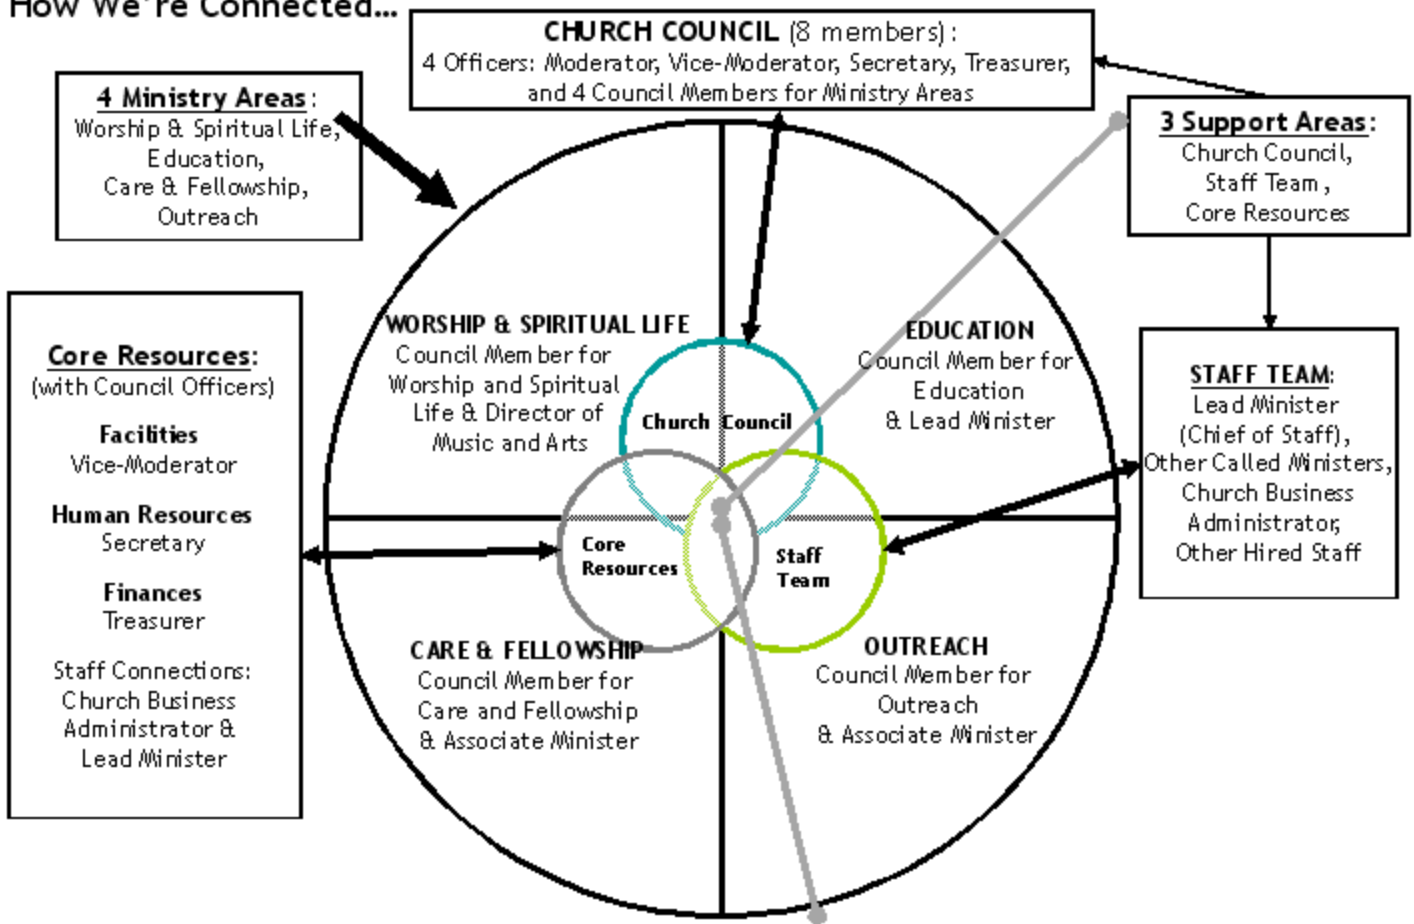 How We're Connected...
CHURCH COUNCIL (8 members) :
4 Officers: Moderator, Vice-Moderator, Secretary, Treasurer,
and 4 Council Members for Ministry Areas
4 Ministry Areas:
Worship & Spiritual Life,
Education,
Care & Fellowship,
Outreach
3 Support Areas:
Church Council,
Staff Team ,
Core Resources
Core Resources:
(with Council Officers)
Facilities
Vice-Moderator
Human Resources
Secretary
Finances
Treasurer
Staff Connections:
Church Business
Administrator &
Lead Minister
WORSHIP & SPIRITUAL LIFE
Council Member for
Worship and Spiritual
Life & Director of
Music and Arts
EDUCATION
Council Member for
Education
& Lead Minister
STAFF TEAM:
Lead Minister
(Chief of Staff),
Other Called Ministers,
Church Business
Administrator,
Other Hired Staff
Church Council
Core
Resources
Staff
Team
CARE & FELLOWSHIP
Council Member for
Care and Fellowship
& Associate Minister
OUTREACH
Council Member for
Outreach
& Associate Minister